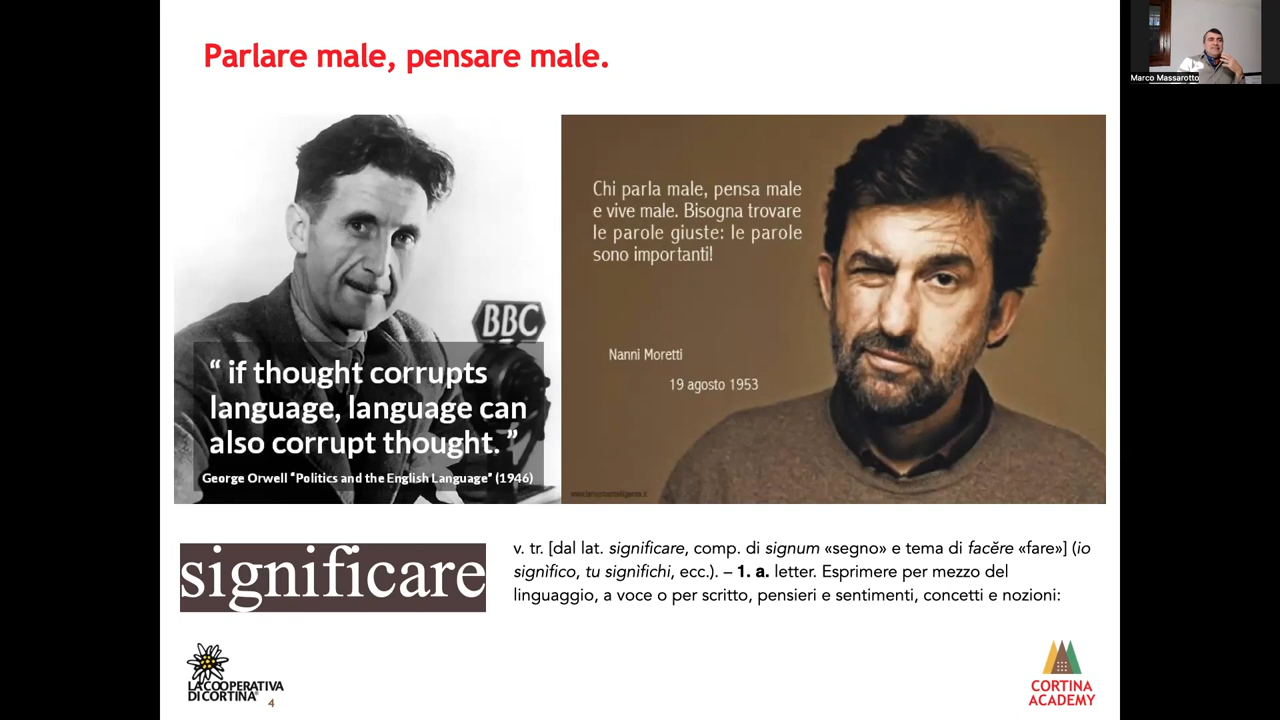 Parlare male, pensare male.
Marco Massarotto
BBC
“ if thought corrupts
language, language can
also corrupt thought. ”
George Orwell “Politics and the English Language” (1946)
Chi parla male, pensa male
e vive male. Bisogna trovare
le parole giuste: le parole
sono importanti!
Nanni Moretti
19 agosto 1953
significare
v. tr. [dal lat. significare, comp. di signum «segno» e tema di facĕre «fare»] (io
signìfico, tu signìfichi, ecc.). – 1. a. letter. Esprimere per mezzo del
linguaggio, a voce o per scritto, pensieri e sentimenti, concetti e nozioni:
LA COOPERATIVA
DI CORTINA
4
CORTINA
ACADEMY